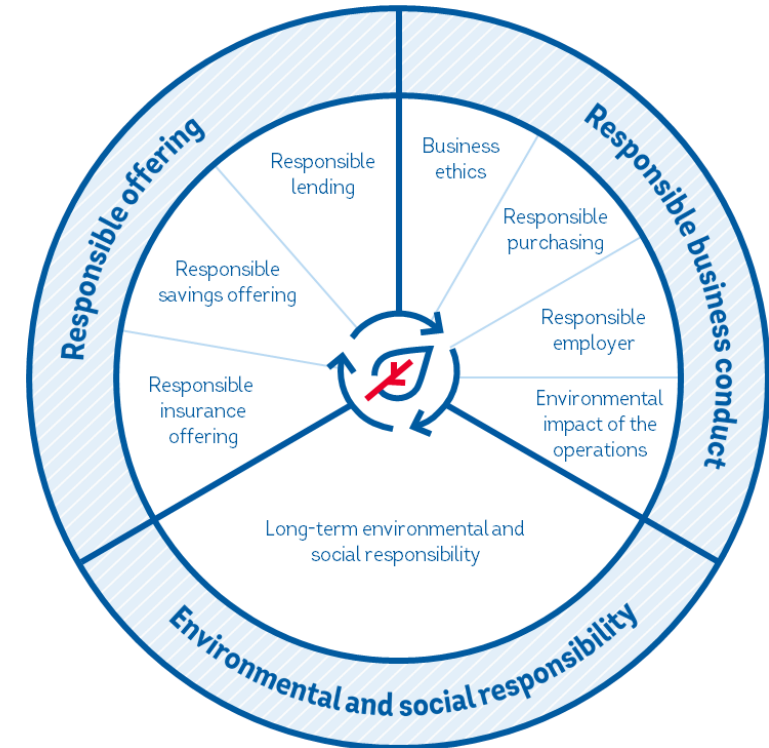 Responsible offering
Responsible
lending
Responsible
savings offering
Responsible
insurance
offering
Responsible business conduct
Business
ethics
Responsible
purchasing
Responsible
employer
Environmental
impact of the
operations
Long-term environmental and
social responsibility
Environmental and social responsibility